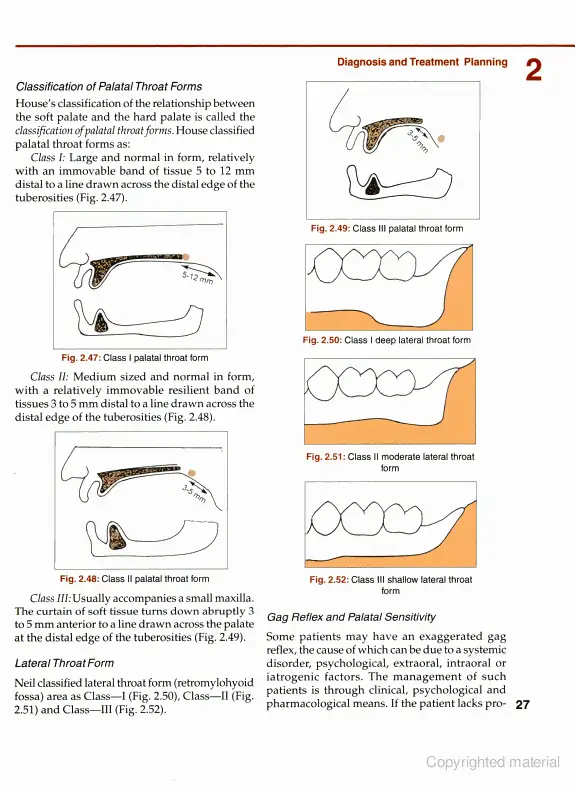 Diagnosis and Treatment Planning
2
Classification of Palatal Throat Forms
House's classification of the relationship between
the soft palate and the hard palate is called the
classification of palatal throat forms. House classified
palatal throat forms as:
Class I: Large and normal in form, relatively
with an immovable band of tissue 5 to 12 mm
distal to a line drawn across the distal edge of the
tuberosities (Fig. 2.47).
5-12 mm
Fig. 2.47: Class I palatal throat form
Class II: Medium sized and normal in form,
with a relatively immovable resilient band of
tissues 3 to 5 mm distal to a line drawn across the
distal edge of the tuberosities (Fig. 2.48).
3-5 mm
Fig. 2.48: Class II palatal throat form
Class III: Usually accompanies a small maxilla.
The curtain of soft tissue turns down abruptly 3
to 5 mm anterior to a line drawn across the palate
at the distal edge of the tuberosities (Fig. 2.49).
Lateral Throat Form
Neil classified lateral throat form (retromylohyoid
fossa) area as Class—I (Fig. 2.50), Class—II (Fig.
2.51) and Class—III (Fig. 2.52).
3-5 mm
Fig. 2.49: Class III palatal throat form
Fig. 2.50: Class I deep lateral throat form
Fig. 2.51: Class II moderate lateral throat
form
Fig. 2.52: Class III shallow lateral throat
form
Gag Reflex and Palatal Sensitivity
Some patients may have an exaggerated gag
reflex, the cause of which can be due to a systemic
disorder, psychological, extraoral, intraoral or
iatrogenic factors. The management of such
patients is through clinical, psychological and
pharmacological means. If the patient lacks pro-
27
Copyrighted material